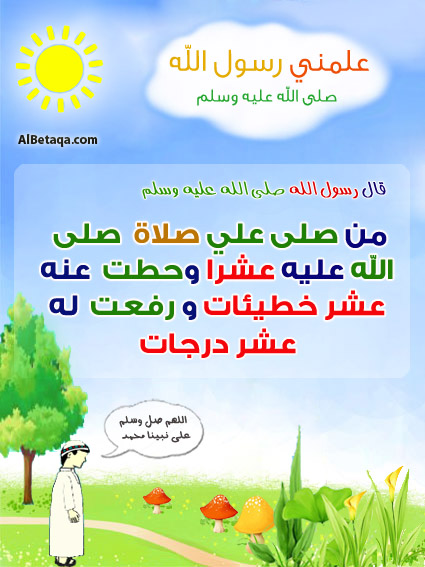 علمني رسول الله
صلى الله عليه وسلم
AlBetaqa.com
قال رسول الله صلى الله عليه وسلم
من صلى علي صلاة صلى
الله عليه عشرا وحطت عنه
عشر خطيئات و رفعت له
عشر درجات
اللهم صل وسلم
على نبينا محمد